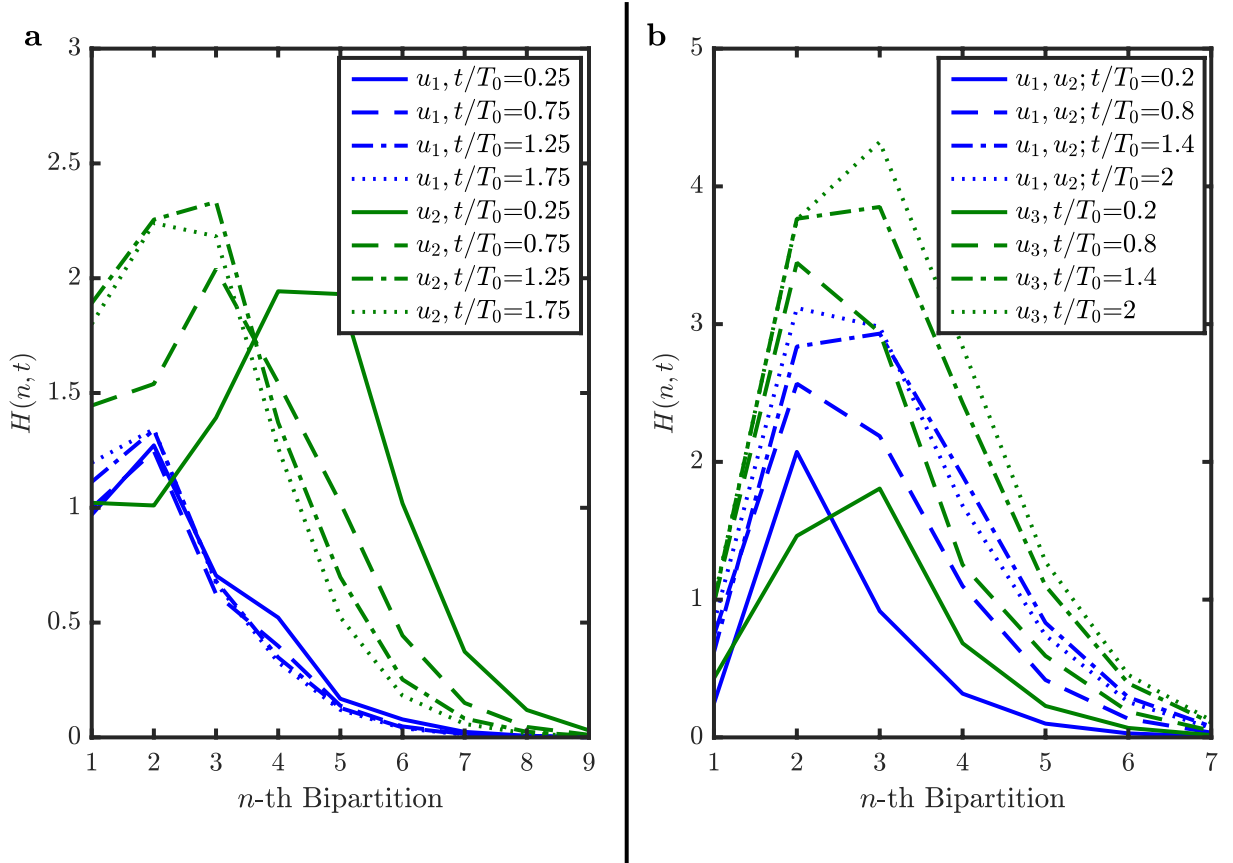 a
3
2.5
2
1.5
1
0.5
0
H(n, t)
1 2 3 4 5 6 7 8 9
n-th Bipartition
u₁, t/T₀=0.25
u₁, t/T₀=0.75
u₁, t/T₀=1.25
u₁, t/T₀=1.75
u₂, t/T₀=0.25
u₂, t/T₀=0.75
u₂, t/T₀=1.25
u₂, t/T₀=1.75
b
5
4
3
2
1
0
H(n, t)
1 2 3 4 5 6 7
n-th Bipartition
u₁, u₂; t/T₀=0.2
u₁, u₂; t/T₀=0.8
u₁, u₂; t/T₀=1.4
u₁, u₂; t/T₀=2
u₃, t/T₀=0.2
u₃, t/T₀=0.8
u₃, t/T₀=1.4
u₃, t/T₀=2